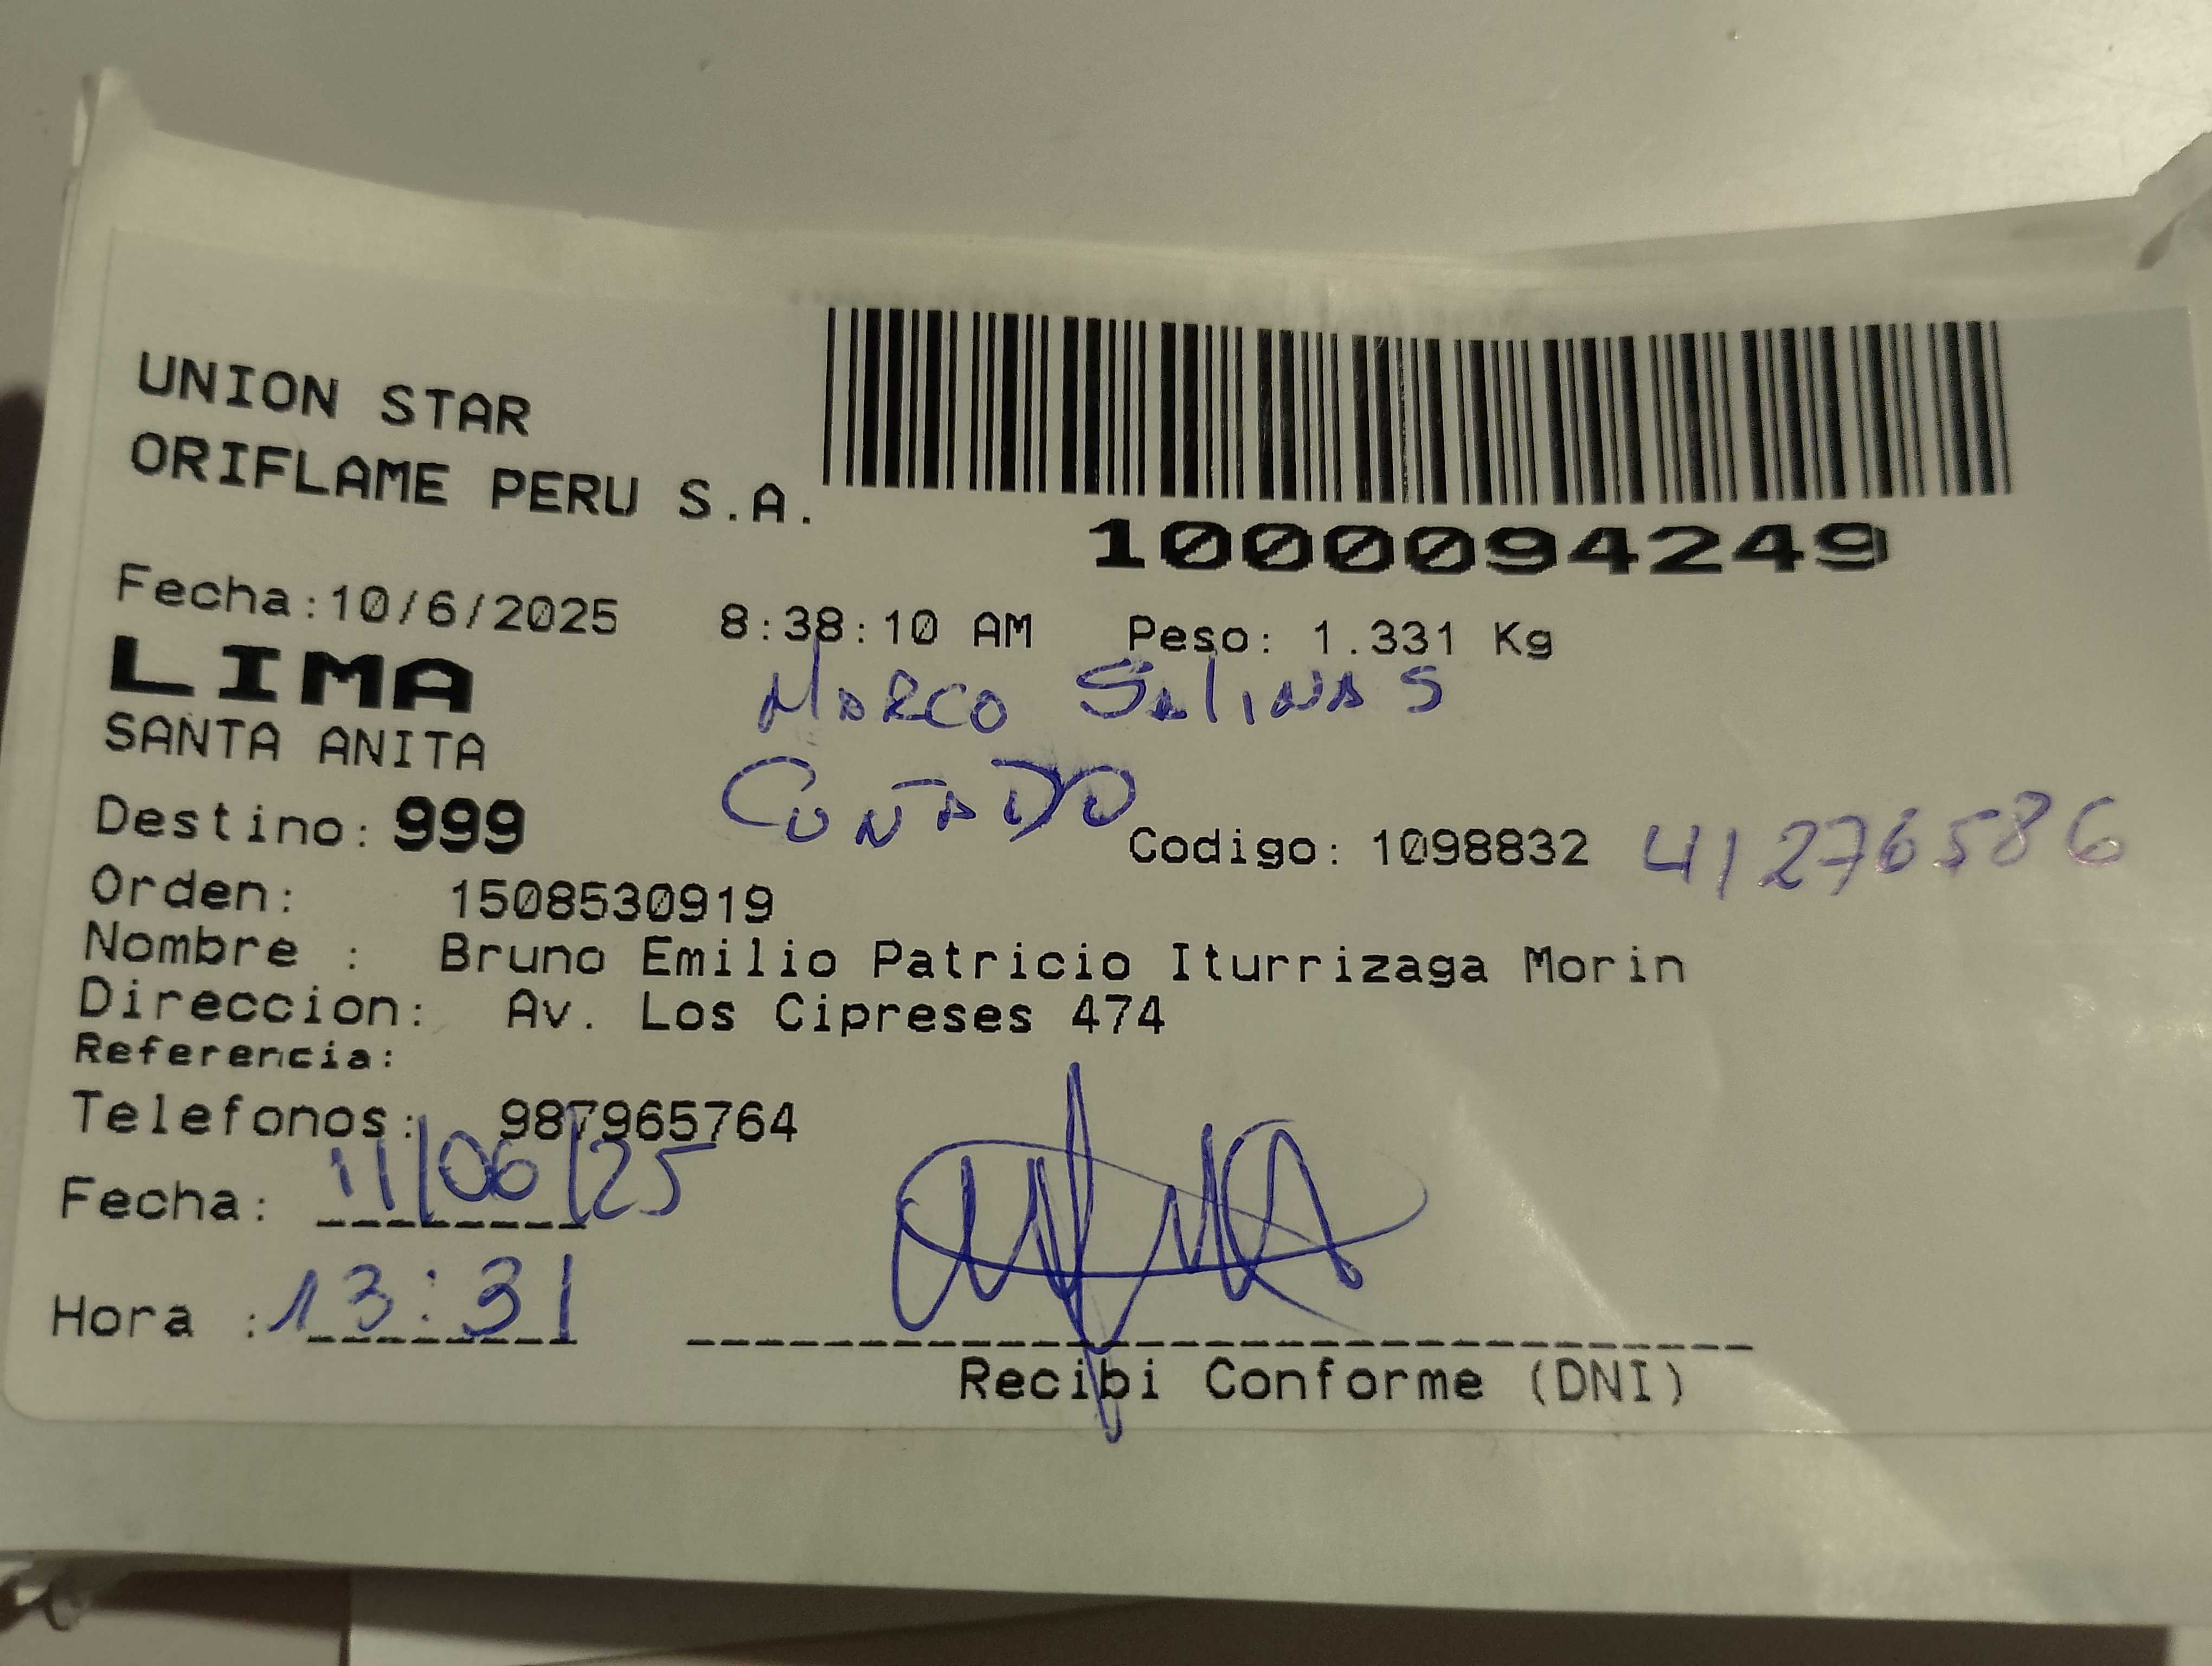 UNION STAR
ORIFLAME PERU S.A.
1000094249
Fecha:10/6/2025 8:38:10 AM Peso: 1.331 Kg
LIMA
MARCO SalINAS
SANTA ANITA
CUÑADO
Destino: 999
Codigo: 1098832 41276586
Orden: 1508530919
Nombre : Bruno Emilio Patricio Iturrizaga Morin
Direccion: Av. Los Cipreses 474
Referencia:
Telefonos: 987965764
Fecha: 11/06/25
Hora :13:31
Recibi Conforme (DNI)